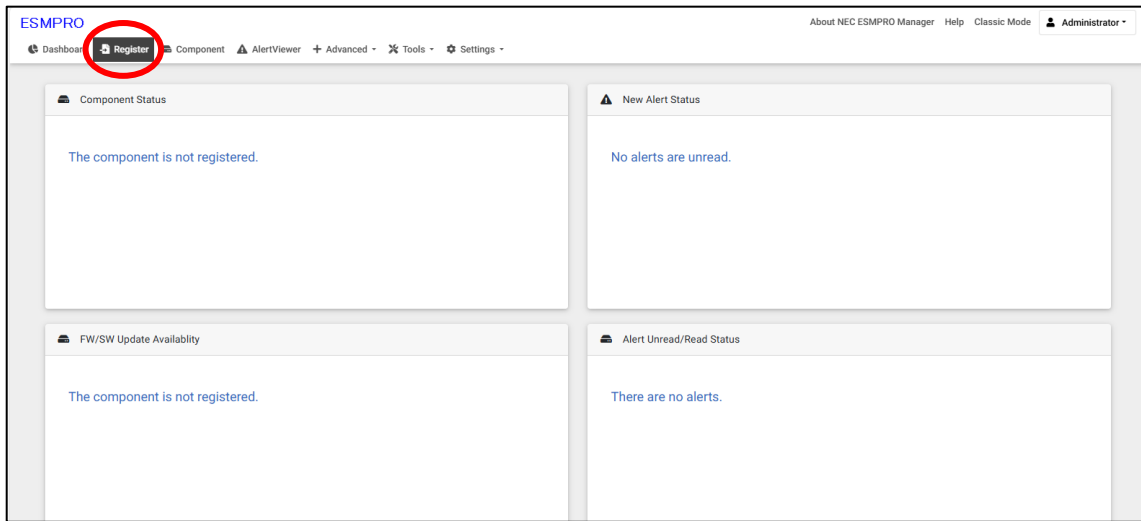 ESMPRO
About NEC ESMPRO Manager Help Classic Mode Administrator
Dashboar Register Component AlertViewer Advanced Tools Settings
Component Status
New Alert Status
The component is not registered.
No alerts are unread.
FW/SW Update Availablity
Alert Unread/Read Status
The component is not registered.
There are no alerts.